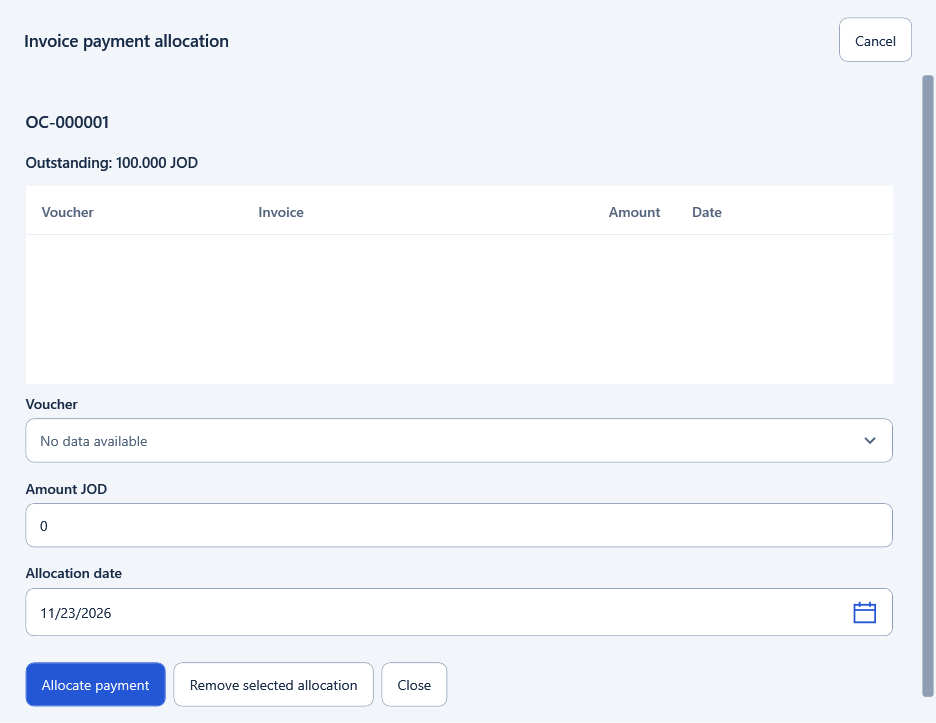 Invoice payment allocation
Cancel
OC-000001
Outstanding: 100.000 JOD
Voucher Invoice Amount Date
Voucher
No data available
Amount JOD
0
Allocation date
11/23/2026
Allocate payment Remove selected allocation Close